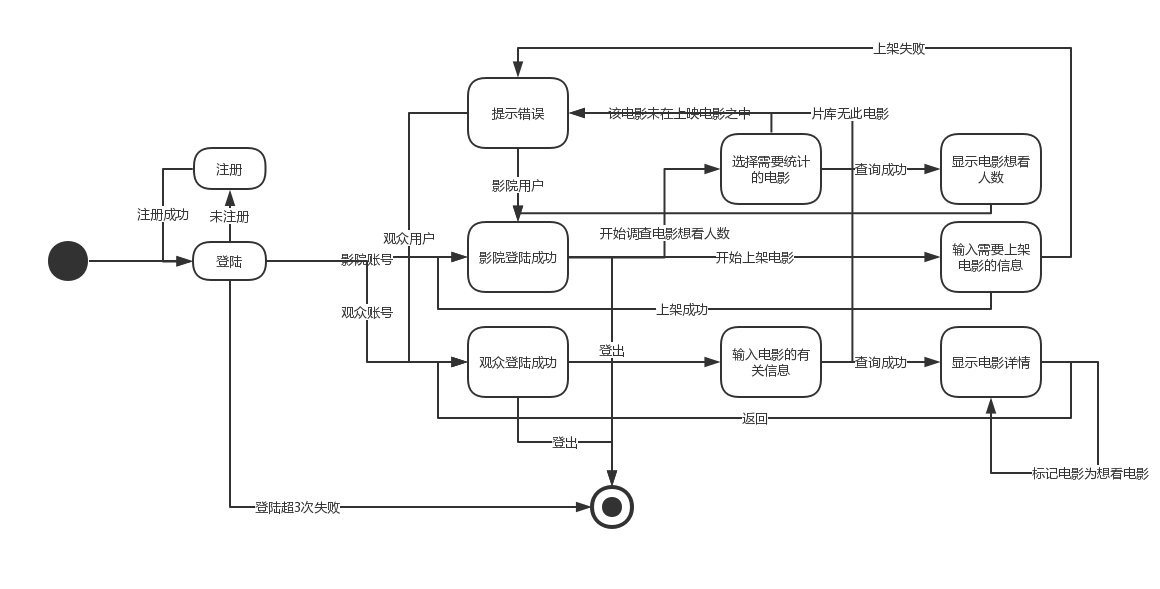 上架失败
提示错误
该电影未在上映电影之中
片库无此电影
选择需要统计
的电影
查询成功
显示电影想看
人数
注册
注册成功
未注册
影院用户
登陆
观众用户
影院账号
影院登陆成功
开始调查电影想看人数
开始上架电影
输入需要上架
电影的信息
观众账号
上架成功
登出
观众登陆成功
输入电影的有
关信息
查询成功
显示电影详情
返回
登出
标记电影为想看电影
登陆超3次失败